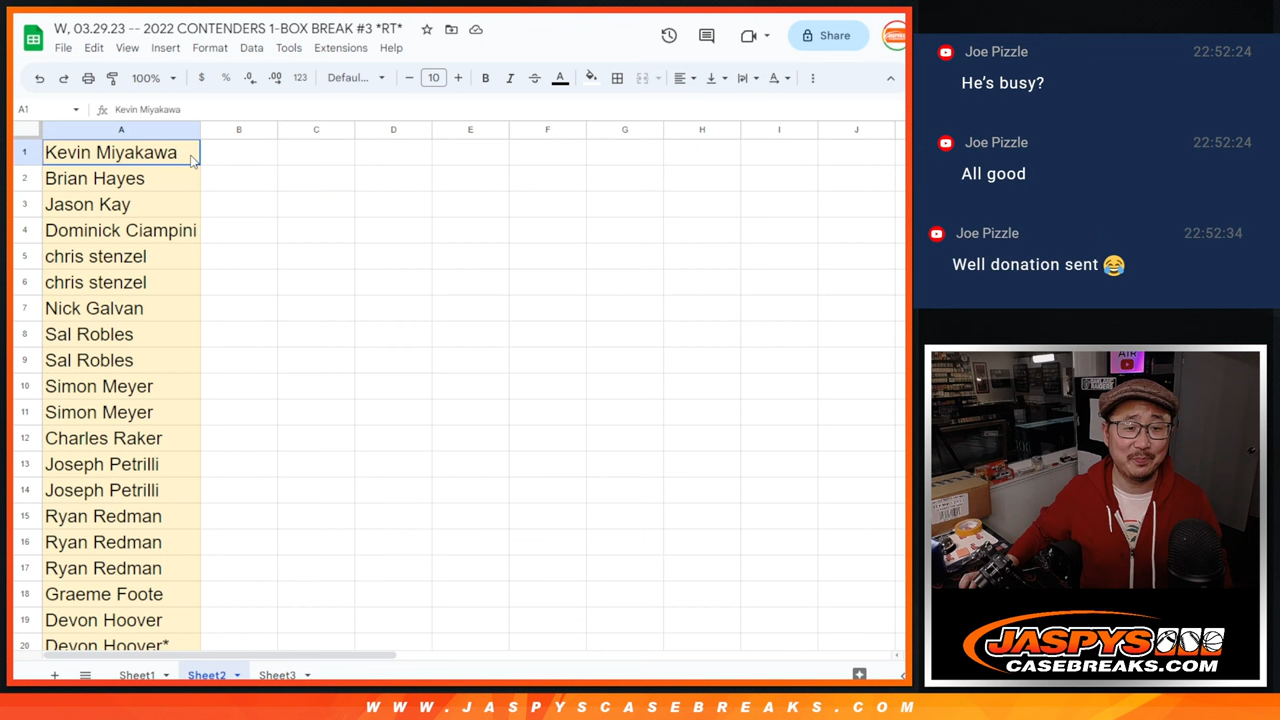 W, 03.29.23 -- 2022 CONTENDERS 1-BOX BREAK #3 *RT*
File Edit View Insert Format Data Tools Extensions Help
Share
100% $ % .0 .00 123 Defaul... − 10 + B I A
A1 fx Kevin Miyakawa
A B C D E F G H I J
1 Kevin Miyakawa
2 Brian Hayes
3 Jason Kay
4 Dominick Ciampini
5 chris stenzel
6 chris stenzel
7 Nick Galvan
8 Sal Robles
9 Sal Robles
10 Simon Meyer
11 Simon Meyer
12 Charles Raker
13 Joseph Petrilli
14 Joseph Petrilli
15 Ryan Redman
16 Ryan Redman
17 Ryan Redman
18 Graeme Foote
19 Devon Hoover
20 Devon Hoover*
+ Sheet1 Sheet2 Sheet3
Joe Pizzle 22:52:24
He’s busy?
Joe Pizzle 22:52:24
All good
Joe Pizzle 22:52:34
Well donation sent 😂
AIR
JASPYS
CASEBREAKS.COM
WWW.JASPYSCASEBREAKS.COM